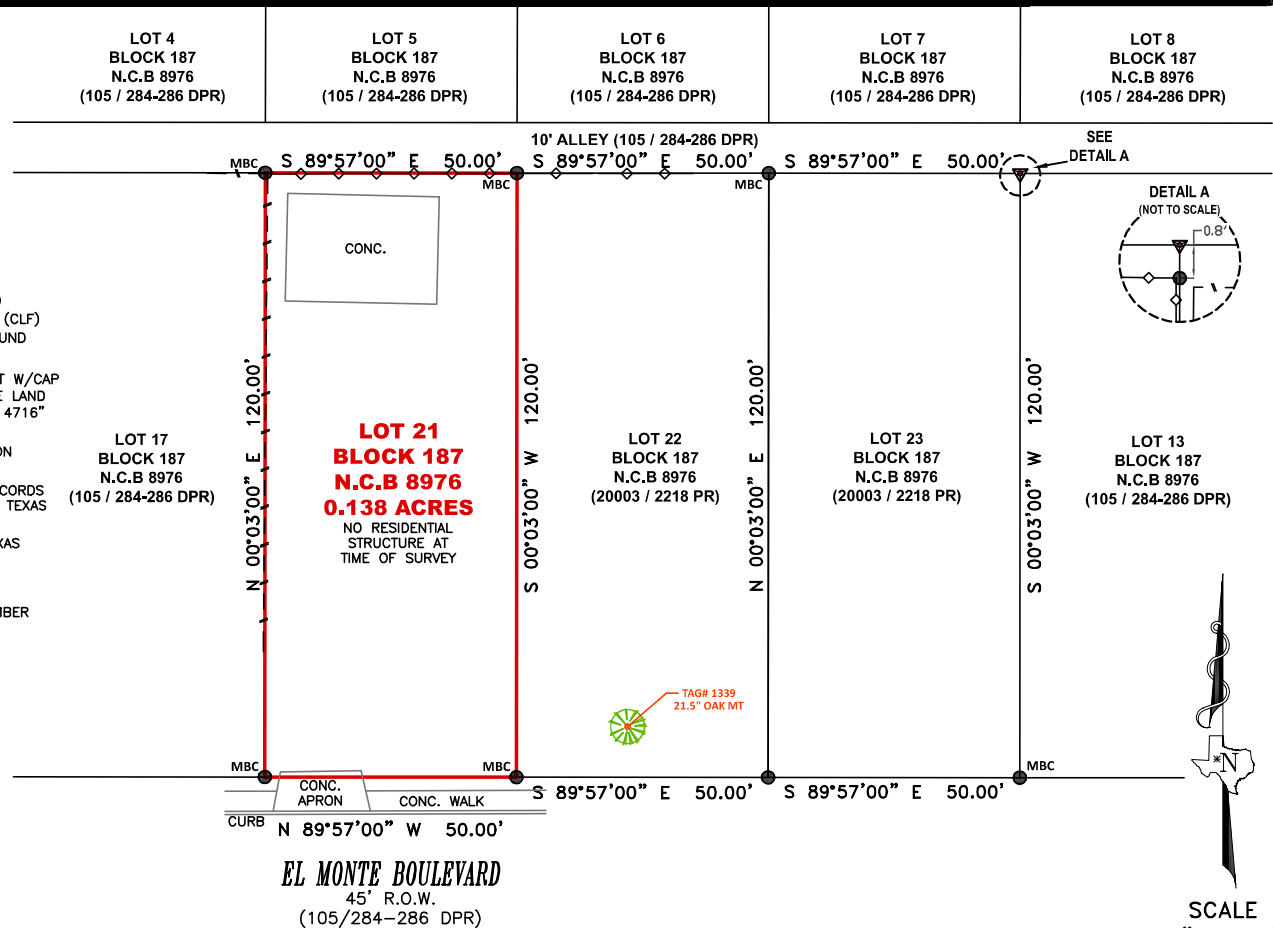 LOT 4
BLOCK 187
N.C.B 8976
(105 / 284-286 DPR)
LOT 5
BLOCK 187
N.C.B 8976
(105 / 284-286 DPR)
LOT 6
BLOCK 187
N.C.B 8976
(105 / 284-286 DPR)
LOT 7
BLOCK 187
N.C.B 8976
(105 / 284-286 DPR)
LOT 8
BLOCK 187
N.C.B 8976
(105 / 284-286 DPR)
10' ALLEY (105 / 284-286 DPR)
SEE
DETAIL A
MBC
S 89°57'00" E 50.00'
MBC
S 89°57'00" E 50.00'
MBC
S 89°57'00" E 50.00'
DETAIL A
(NOT TO SCALE)
0.8'
CONC.
(CLF)
UND
T W/CAP
E LAND
4716"
ON
CORDS
TEXAS
XAS
MBER
LOT 17
BLOCK 187
N.C.B 8976
(105 / 284-286 DPR)
N 00°03'00" E 120.00'
LOT 21
BLOCK 187
N.C.B 8976
0.138 ACRES
NO RESIDENTIAL
STRUCTURE AT
TIME OF SURVEY
S 00°03'00" W 120.00'
LOT 22
BLOCK 187
N.C.B 8976
(20003 / 2218 PR)
N 00°03'00" E 120.00'
LOT 23
BLOCK 187
N.C.B 8976
(20003 / 2218 PR)
S 00°03'00" W 120.00'
LOT 13
BLOCK 187
N.C.B 8976
(105 / 284-286 DPR)
TAG# 1339
21.5" OAK MT
*N
MBC
MBC
MBC
CONC.
APRON
CONC. WALK
CURB
N 89°57'00" W 50.00'
S 89°57'00" E 50.00'
S 89°57'00" E 50.00'
EL MONTE BOULEVARD
45' R.O.W.
(105/284-286 DPR)
SCALE